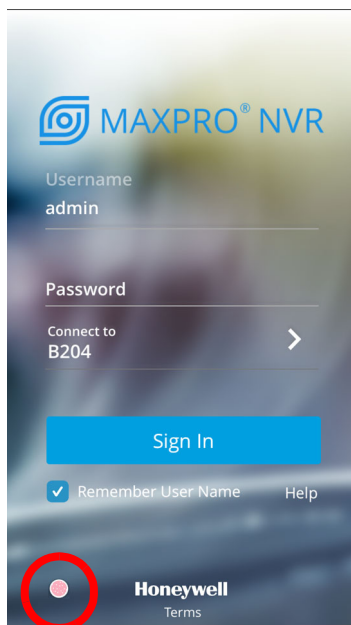 MAXPRO® NVR
Username
admin
Password
Connect to
B204
Sign In
Remember User Name
Help
Honeywell
Terms